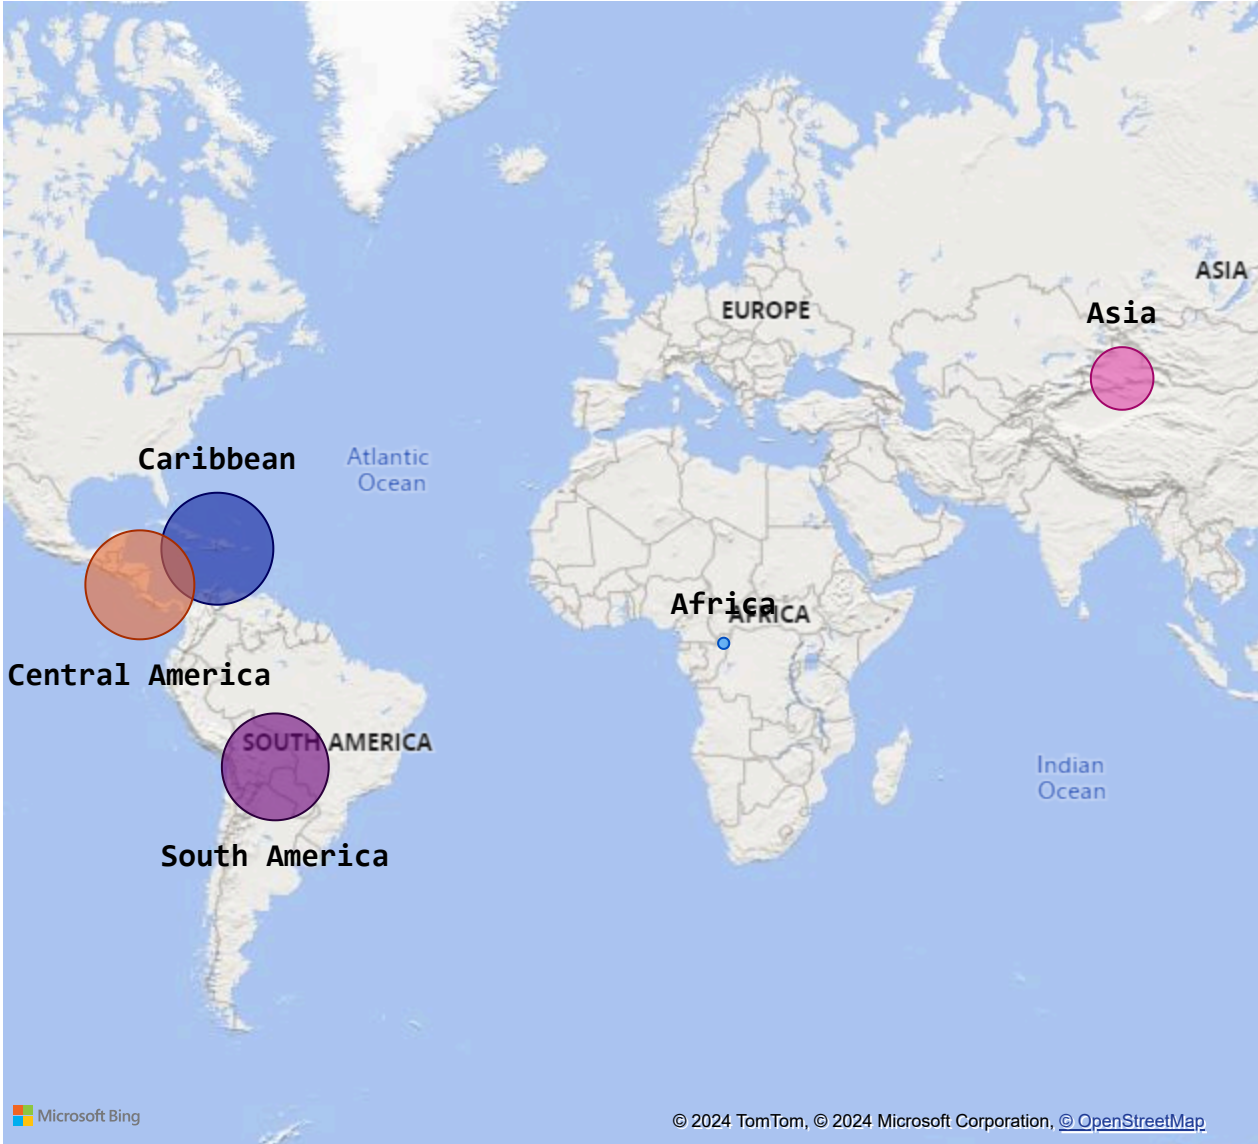 ASIA
Asia
EUROPE
Caribbean
Atlantic
Ocean
Africa
AFRICA
Central America
SOUTH AMERICA
Indian
Ocean
South America
Microsoft Bing
© 2024 TomTom, © 2024 Microsoft Corporation, © OpenStreetMap